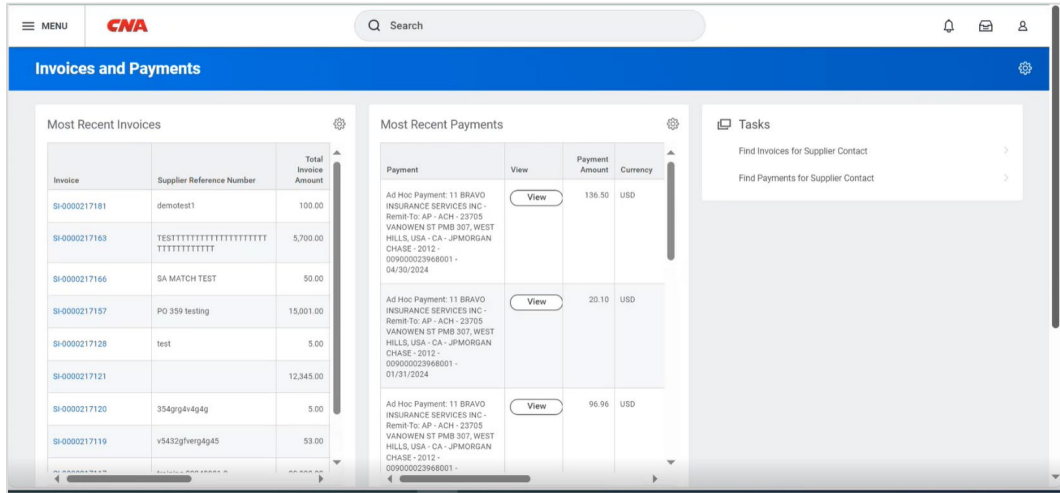 MENU
CNA
Search
Invoices and Payments
Most Recent Invoices
Invoice Supplier Reference Number Total Invoice Amount
SI-0000217181 demotest1 100.00
SI-0000217163 TESTTTTTTTTTTTTTTTTTTTTT 5,700.00
TTTTTTTTTTTT
SI-0000217166 SA MATCH TEST 50.00
SI-0000217157 PO 359 testing 15,001.00
SI-0000217128 test 5.00
SI-0000217121 12,345.00
SI-0000217120 354grg4v4g4g 5.00
SI-0000217119 v5432gfverg4g45 53.00
Most Recent Payments
Payment View Payment Amount Currency
Ad Hoc Payment: 11 BRAVO View 136.50 USD
INSURANCE SERVICES INC -
Remit-To: AP - ACH - 23705
VANOWEN ST PMB 307, WEST
HILLS, USA - CA - JPMORGAN
CHASE - 2012 -
009000023968001 -
04/30/2024
Ad Hoc Payment: 11 BRAVO View 20.10 USD
INSURANCE SERVICES INC -
Remit-To: AP - ACH - 23705
VANOWEN ST PMB 307, WEST
HILLS, USA - CA - JPMORGAN
CHASE - 2012 -
009000023968001 -
01/31/2024
Ad Hoc Payment: 11 BRAVO View 96.96 USD
INSURANCE SERVICES INC -
Remit-To: AP - ACH - 23705
VANOWEN ST PMB 307, WEST
HILLS, USA - CA - JPMORGAN
CHASE - 2012 -
009000023968001 -
Tasks
Find Invoices for Supplier Contact
Find Payments for Supplier Contact